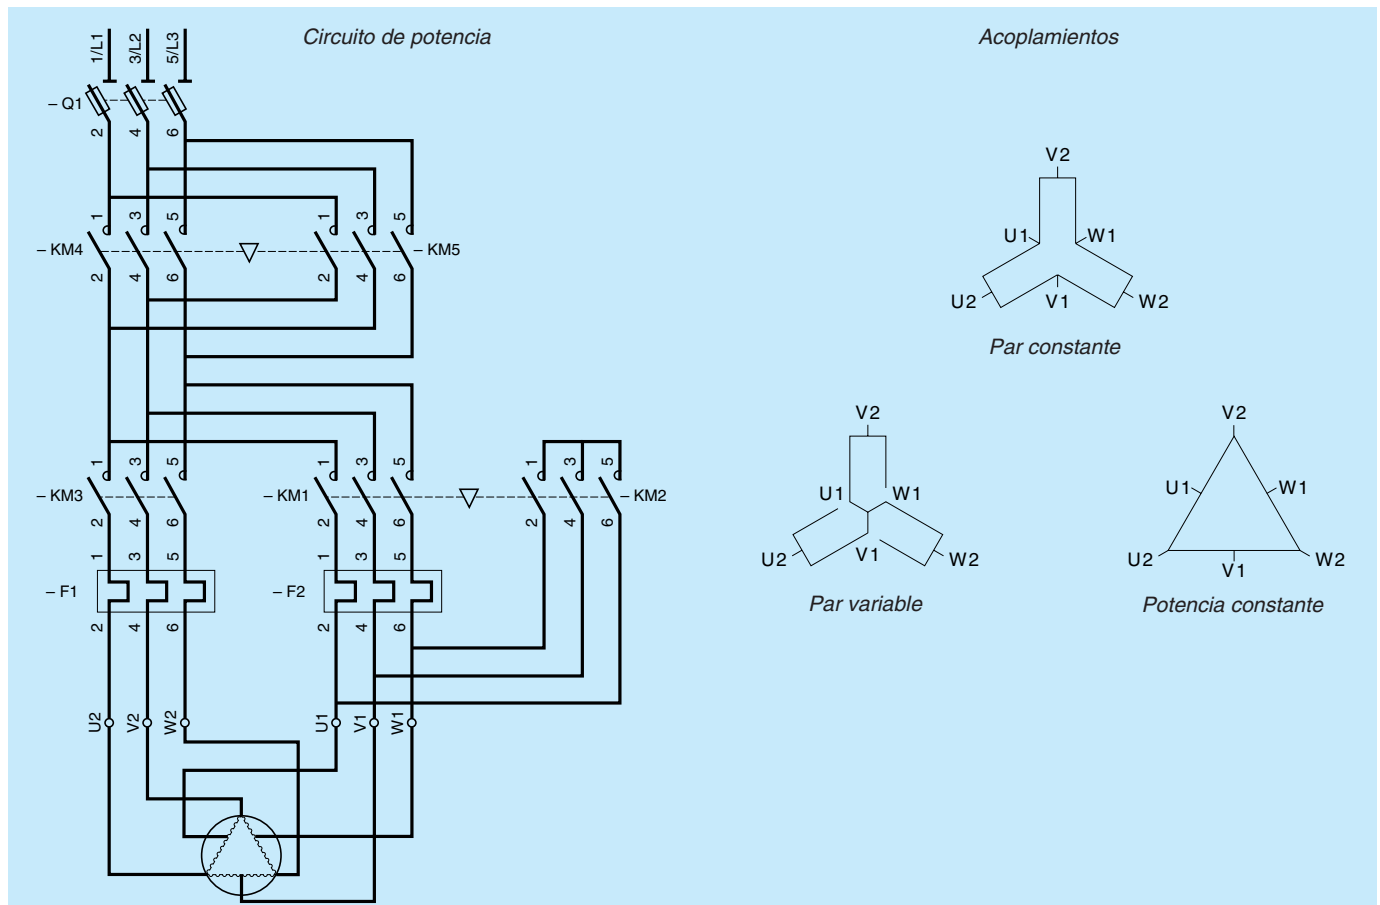 Circuito de potencia
Acoplamientos
1/L1 3/L2 5/L3
– Q1
2 4 6
1 3 5 1 3 5
– KM4 – KM5
2 4 6 2 4 6
1 3 5 1 3 5 1 3 5
– KM3 – KM1 – KM2
2 4 6 2 4 6 2 4 6
1 3 5 1 3 5
– F1 – F2
2 4 6 2 4 6
U2 V2 W2 U1 V1 W1
V2
U1 W1
U2 V1 W2
Par constante
V2
U1 W1
U2 V1 W2
Par variable
V2
U1 W1
U2 V1 W2
Potencia constante